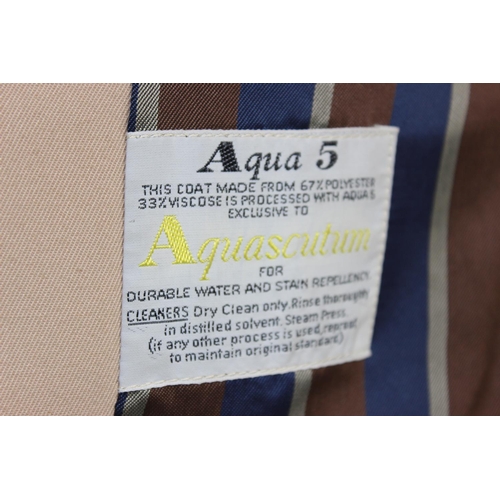 Aqua 5
THIS COAT MADE FROM 67% POLYESTER
33% VISCOSE IS PROCESSED WITH AQUA 5
EXCLUSIVE TO
Aquascutum
FOR
DURABLE WATER AND STAIN REPELLENCY
CLEANERS Dry Clean only. Rinse thoroughly
in distilled solvent. Steam Press.
(if any other process is used, reproof
to maintain original standard)